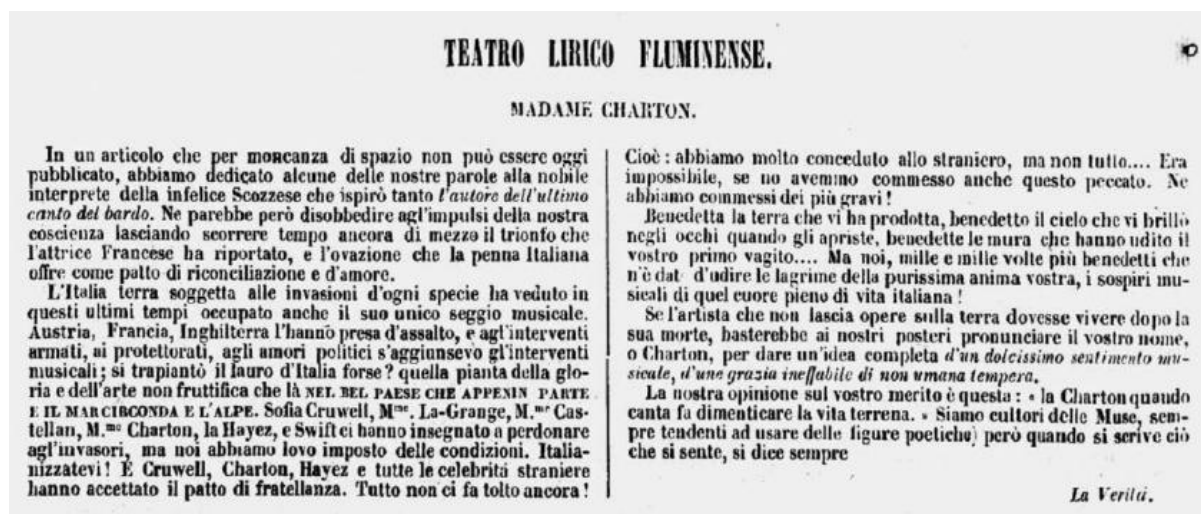 TEATRO LIRICO FLUMINENSE.
MADAME CHARTON.
In un articolo che per moncanza di spazio non può essere oggi
pubblicato, abbiamo dedicato alcune delle nostre parole alla nobile
interprete della infelice Scozzese che ispirò tanto l'autore dell'ultimo
canto del bardo. Ne parebbe però disobbedire agl'impulsi della nostra
coscienza lasciando scorrere tempo ancora di mezzo il trionfo che
l'attrice Francese ha riportato, e l'ovazione che la penna Italiana
offre come patto di riconciliazione e d'amore.
L'Italia terra soggetta alle invasioni d'ogni specie ha veduto in
questi ultimi tempi occupato anche il suo unico seggio musicale.
Austria, Francia, Inghilterra l'hanno presa d'assalto, e agl'interventi
armati, ai protettorati, agli amori politici s'aggiunsevo gl'interventi
musicali; si trapiantò il lauro d'Italia forse? quella pianta della glo-
ria e dell'arte non fruttifica che là NEL BEL PAESE CHE APPENIN PARTE
E IL MAR CIRCONDA E L'ALPE. Sofia Cruwell, Mme. La-Grange, M.me Cas-
tellan, M.me Charton, la Hayez, e Swift ci hanno insegnato a perdonare
agl'invasori, ma noi abbiamo lovo imposto delle condizioni. Italia-
nizzatevi! E Cruwell, Charton, Hayez e tutte le celebrità straniere
hanno accettato il patto di fratellanza. Tutto non ci fa tolto ancora!
Cioè: abbiamo molto conceduto allo straniero, ma non tutto.... Era
impossibile, se no avemino commesso anche questo peccato. Ne
abbiamo commessi dei più gravi!
Benedetta la terra che vi ha prodotta, benedetto il cielo che vi brillò
negli occhi quando gli apriste, benedette le mura che hanno udito il
vostro primo vagito.... Ma noi, mille e mille volte più benedetti che
n'è dat d'udire le lagrime della purissima anima vostra, i sospiri mu-
sicali di quel cuore pieno di vita italiana!
Se l'artista che non lascia opere sulla terra dovesse vivere dopo la
sua morte, basterebbe ai nostri posteri pronunciare il vostro nome,
o Charton, per dare un'idea completa d'un dolcissimo sentimento mu-
sicale, d'une grazia ineffabile di non umana tempera.
La nostra opinione sul vostro merito è questa: « la Charton quando
canta fa dimenticare la vita terrena. » Siamo cultori delle Muse, sem-
pre tendenti ad usare delle figure poetiche) però quando si scrive ciò
che si sente, si dice sempre
La Verità.